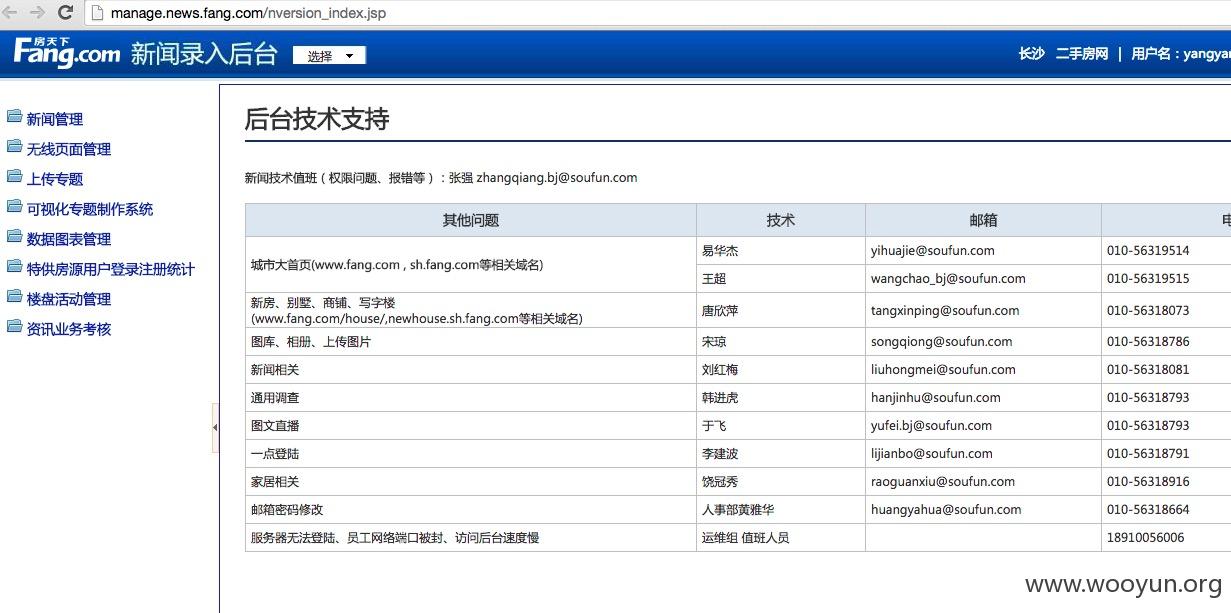 manage.news.fang.com/nversion_index.jsp
房天下
Fang.com 新闻录入后台 选择 长沙 二手房网 | 用户名：yangyan
新闻管理
无线页面管理
上传专题
可视化专题制作系统
数据图表管理
特供房源用户登录注册统计
楼盘活动管理
资讯业务考核
后台技术支持
新闻技术值班（权限问题、报错等）：张强 zhangqiang.bj@soufun.com
其他问题 技术 邮箱
城市大首页(www.fang.com , sh.fang.com等相关域名) 易华杰 yihuajie@soufun.com 010-56319514
王超 wangchao_bj@soufun.com 010-56319515
新房、别墅、商铺、写字楼
(www.fang.com/house/,newhouse.sh.fang.com等相关域名) 唐欣萍 tangxinping@soufun.com 010-56318073
图库、相册、上传图片 宋琼 songqiong@soufun.com 010-56318786
新闻相关 刘红梅 liuhongmei@soufun.com 010-56318081
通用调查 韩进虎 hanjinhu@soufun.com 010-56318793
图文直播 于飞 yufei.bj@soufun.com 010-56318793
一点登陆 李建波 lijianbo@soufun.com 010-56318791
家居相关 饶冠秀 raoguanxiu@soufun.com 010-56318916
邮箱密码修改 人事部黄雅华 huangyahua@soufun.com 010-56318664
服务器无法登陆、员工网络端口被封、访问后台速度慢 运维组 值班人员 18910056006
www.wooyun.org